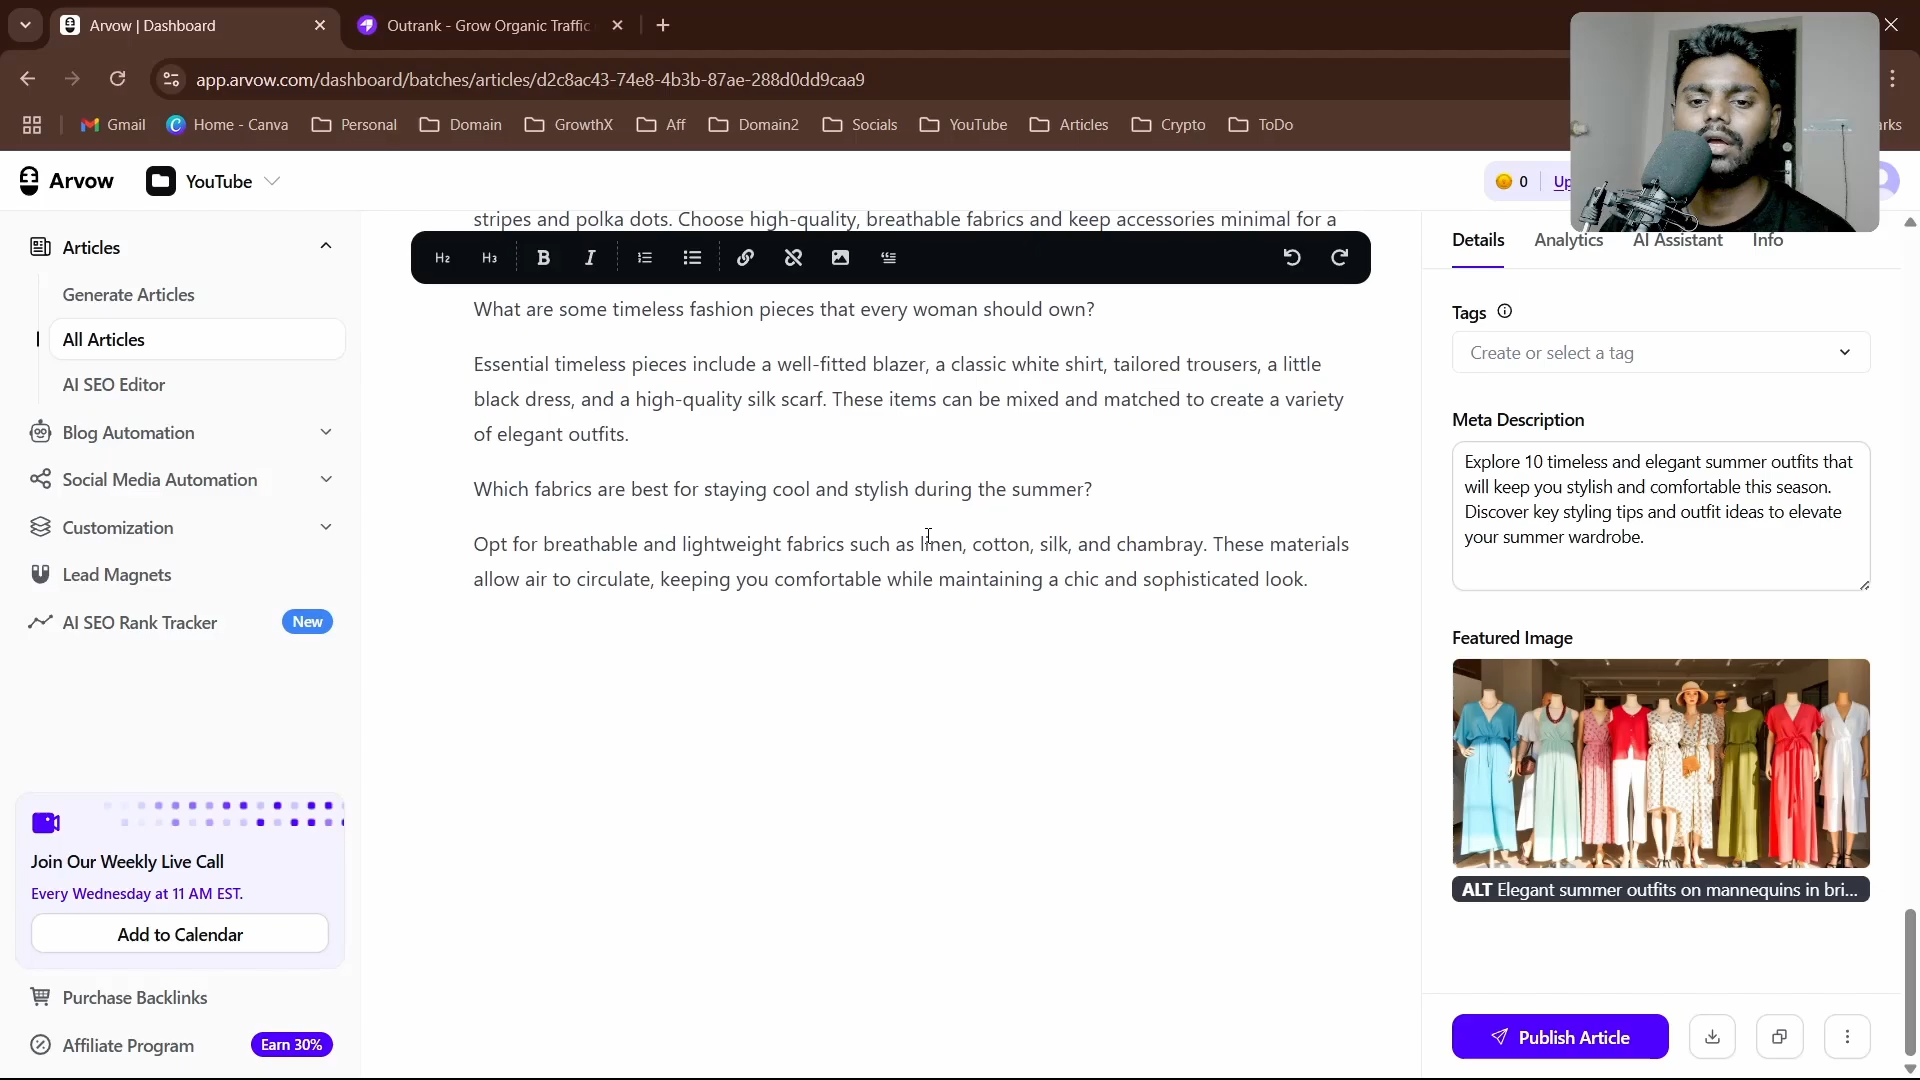 Arvow | Dashboard
Outrank - Grow Organic Traffic
app.arvow.com/dashboard/batches/articles/d2c8ac43-74e8-4b3b-87ae-288d0dd9caa9
Gmail
Home - Canva
Personal
Domain
GrowthX
Aff
Domain2
Socials
YouTube
Articles
Crypto
ToDo
Arvow
YouTube
0
Articles
Generate Articles
All Articles
AI SEO Editor
Blog Automation
Social Media Automation
Customization
Lead Magnets
AI SEO Rank Tracker
New
Join Our Weekly Live Call
Every Wednesday at 11 AM EST.
Add to Calendar
Purchase Backlinks
Affiliate Program
Earn 30%
stripes and polka dots. Choose high-quality, breathable fabrics and keep accessories minimal for a
H2 H3 B I
What are some timeless fashion pieces that every woman should own?
Essential timeless pieces include a well-fitted blazer, a classic white shirt, tailored trousers, a little
black dress, and a high-quality silk scarf. These items can be mixed and matched to create a variety
of elegant outfits.
Which fabrics are best for staying cool and stylish during the summer?
Opt for breathable and lightweight fabrics such as linen, cotton, silk, and chambray. These materials
allow air to circulate, keeping you comfortable while maintaining a chic and sophisticated look.
Details
Analytics
AI Assistant
Info
Tags
Create or select a tag
Meta Description
Explore 10 timeless and elegant summer outfits that
will keep you stylish and comfortable this season.
Discover key styling tips and outfit ideas to elevate
your summer wardrobe.
Featured Image
ALT Elegant summer outfits on mannequins in bri...
Publish Article